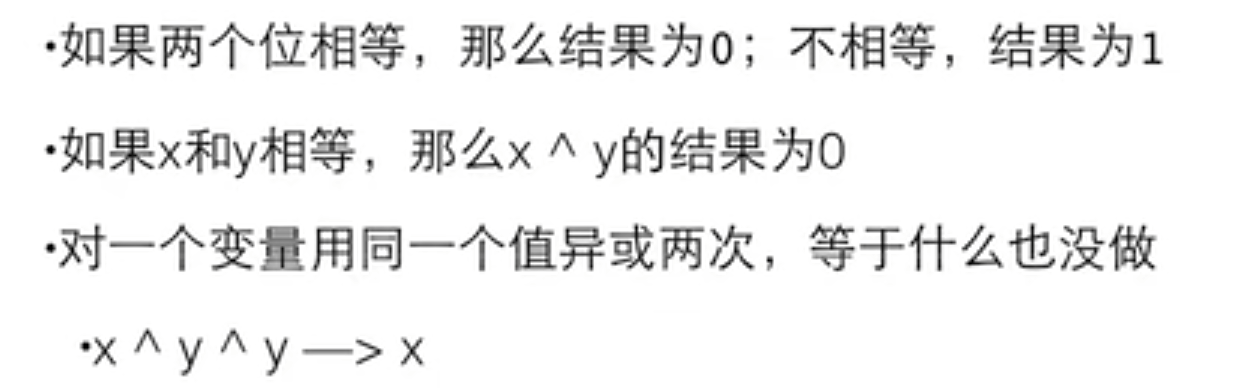 •如果两个位相等，那么结果为0；不相等，结果为1
•如果x和y相等，那么x ^ y的结果为0
•对一个变量用同一个值异或两次，等于什么也没做
•x ^ y ^ y —> x